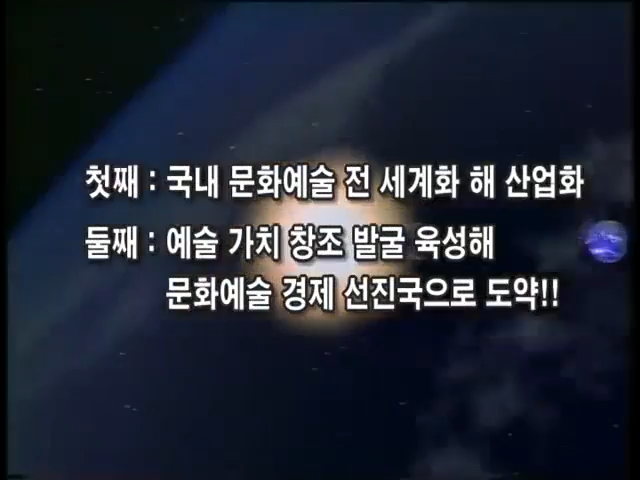 첫째 : 국내 문화예술 전 세계화 해 산업화
둘째 : 예술 가치 창조 발굴 육성해
문화예술 경제 선진국으로 도약!!